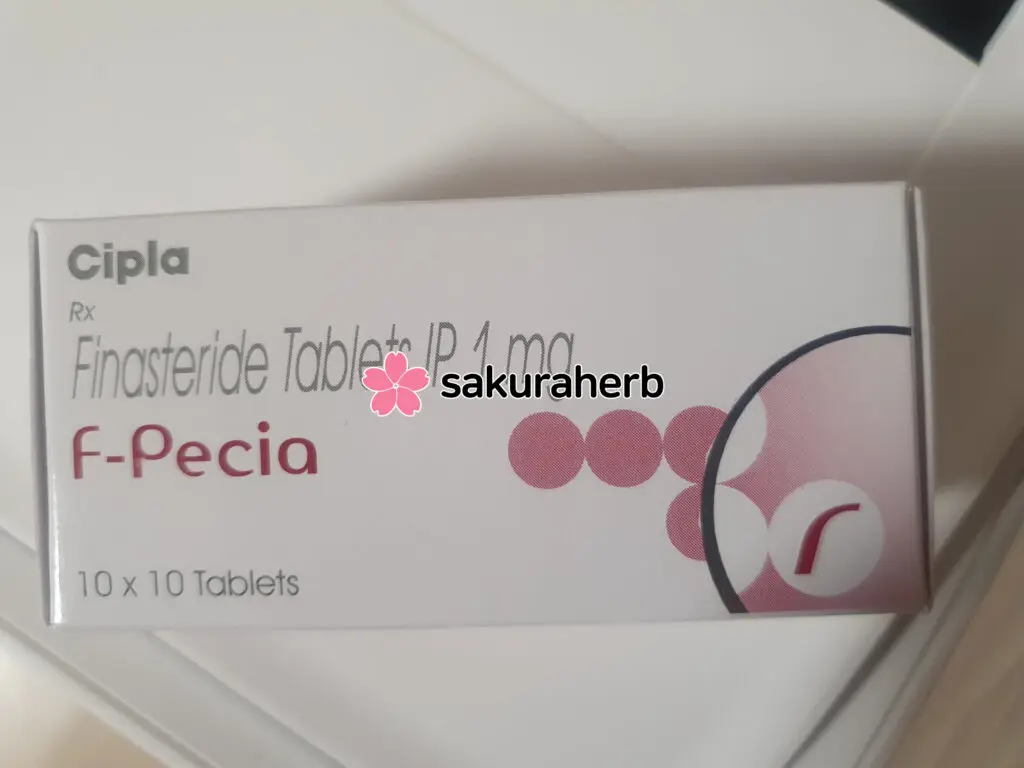 Cipla
Rx
Finasteride Tablets IP 1 mg
sakuraherb
F-Pecia
10 x 10 Tablets